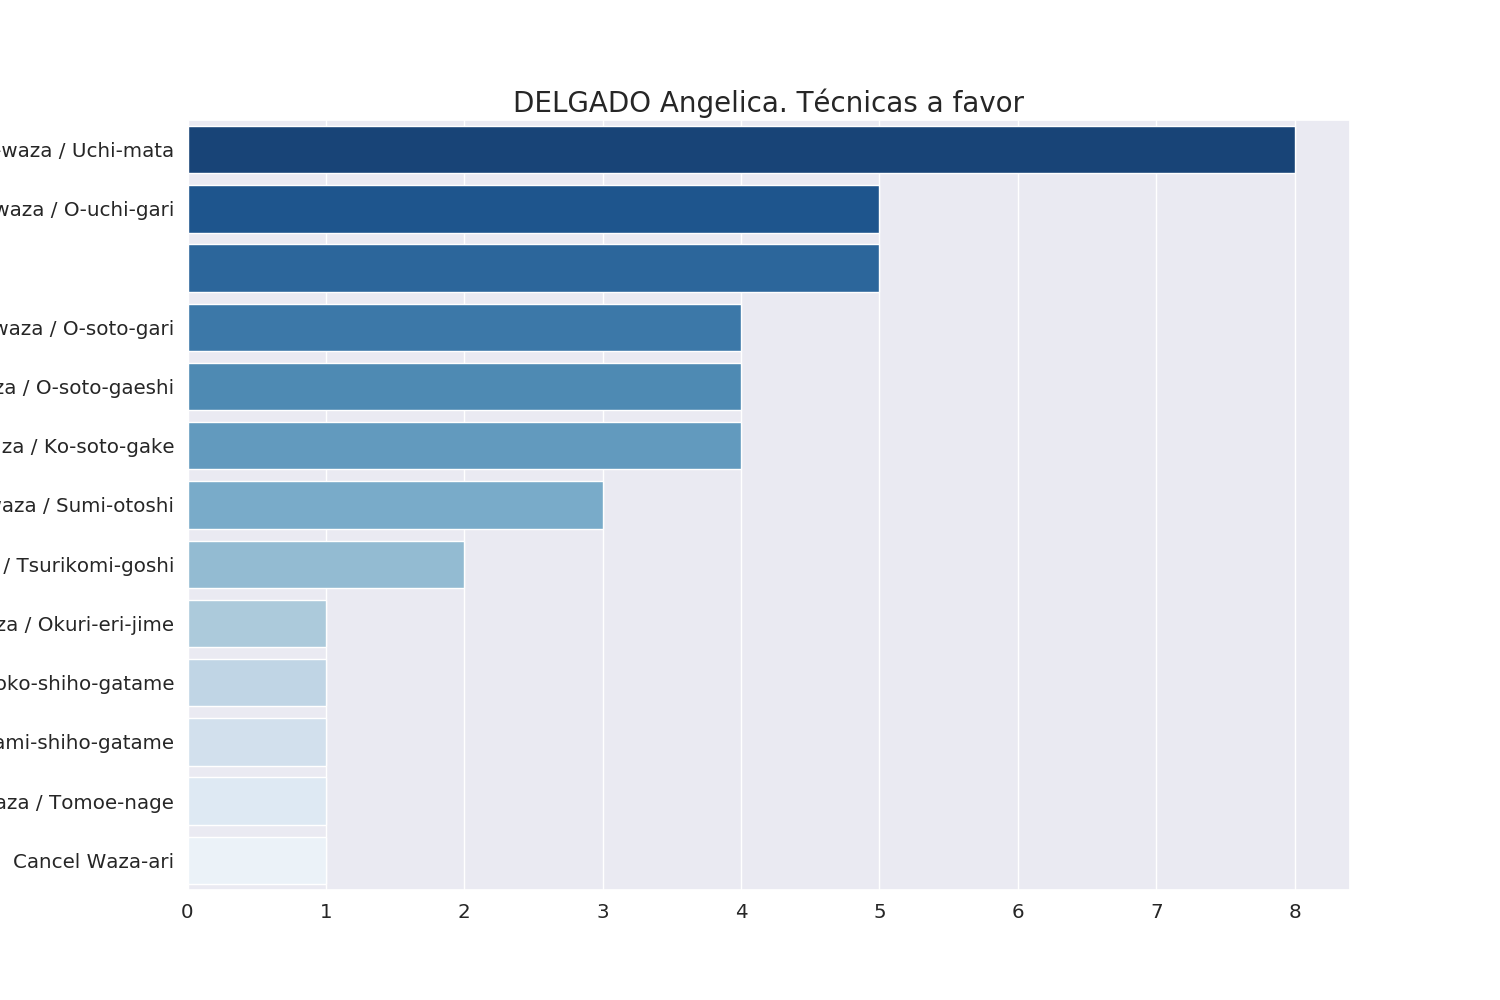 DELGADO Angelica. Técnicas a favor
-waza / Uchi-mata
waza / O-uchi-gari
waza / O-soto-gari
za / O-soto-gaeshi
za / Ko-soto-gake
waza / Sumi-otoshi
/ Tsurikomi-goshi
za / Okuri-eri-jime
oko-shiho-gatame
ami-shiho-gatame
aza / Tomoe-nage
Cancel Waza-ari
0 1 2 3 4 5 6 7 8